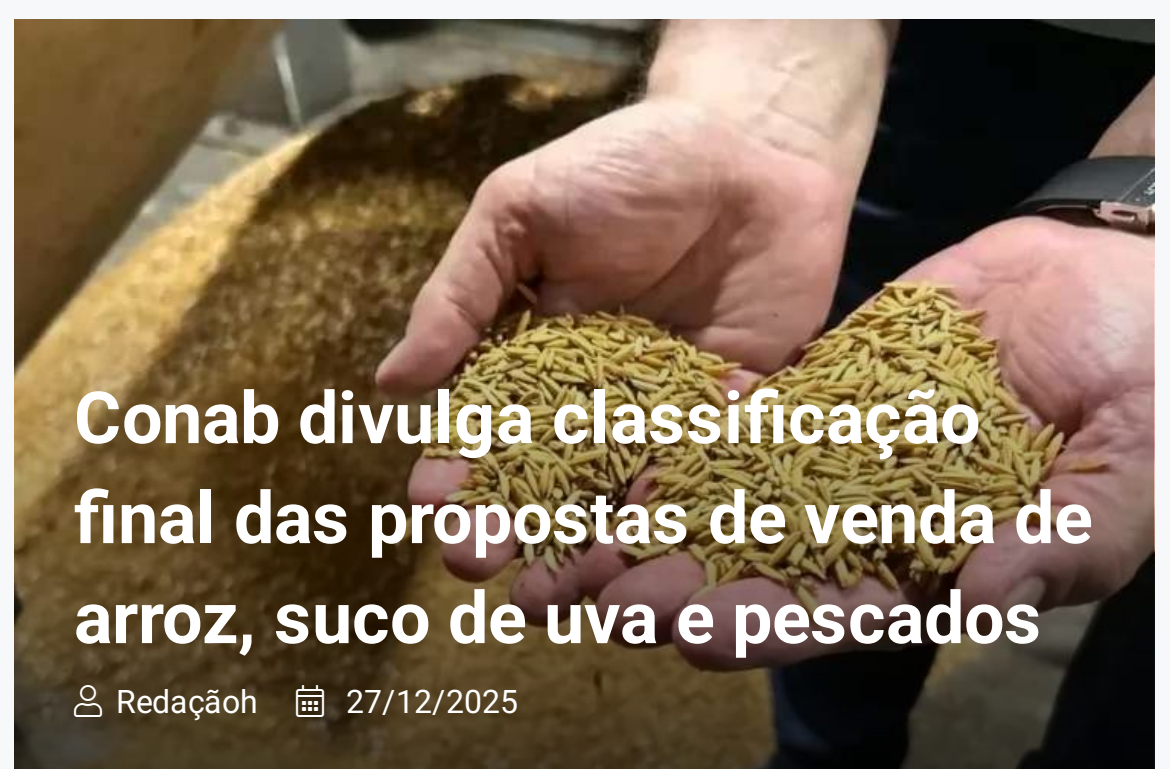 Conab divulga classificação
final das propostas de venda de
arroz, suco de uva e pescados
Redaçãoh 27/12/2025